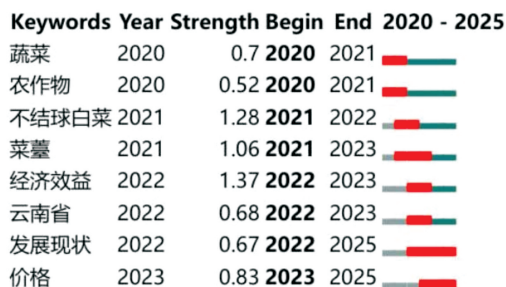 Keywords Year Strength Begin End 2020 - 2025
蔬菜 2020 0.7 2020 2021
农作物 2020 0.52 2020 2021
不结球白菜 2021 1.28 2021 2022
菜薹 2021 1.06 2021 2023
经济效益 2022 1.37 2022 2023
云南省 2022 0.68 2022 2023
发展现状 2022 0.67 2022 2025
价格 2023 0.83 2023 2025